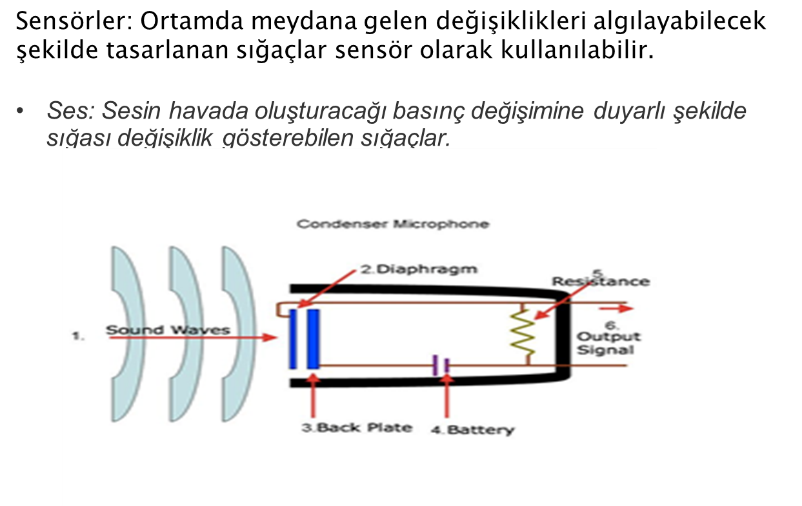 Sensörler: Ortamda meydana gelen değişiklikleri algılayabilecek
şekilde tasarlanan sığaçlar sensör olarak kullanılabilir.
• Ses: Sesin havada oluşturacağı basınç değişimine duyarlı şekilde
sığası değişiklik gösterebilen sığaçlar.
Condenser Microphone
2.Diaphragm
5.
Resistance
1.
Sound Waves
6.
Output
Signal
3.Back Plate
4.Battery